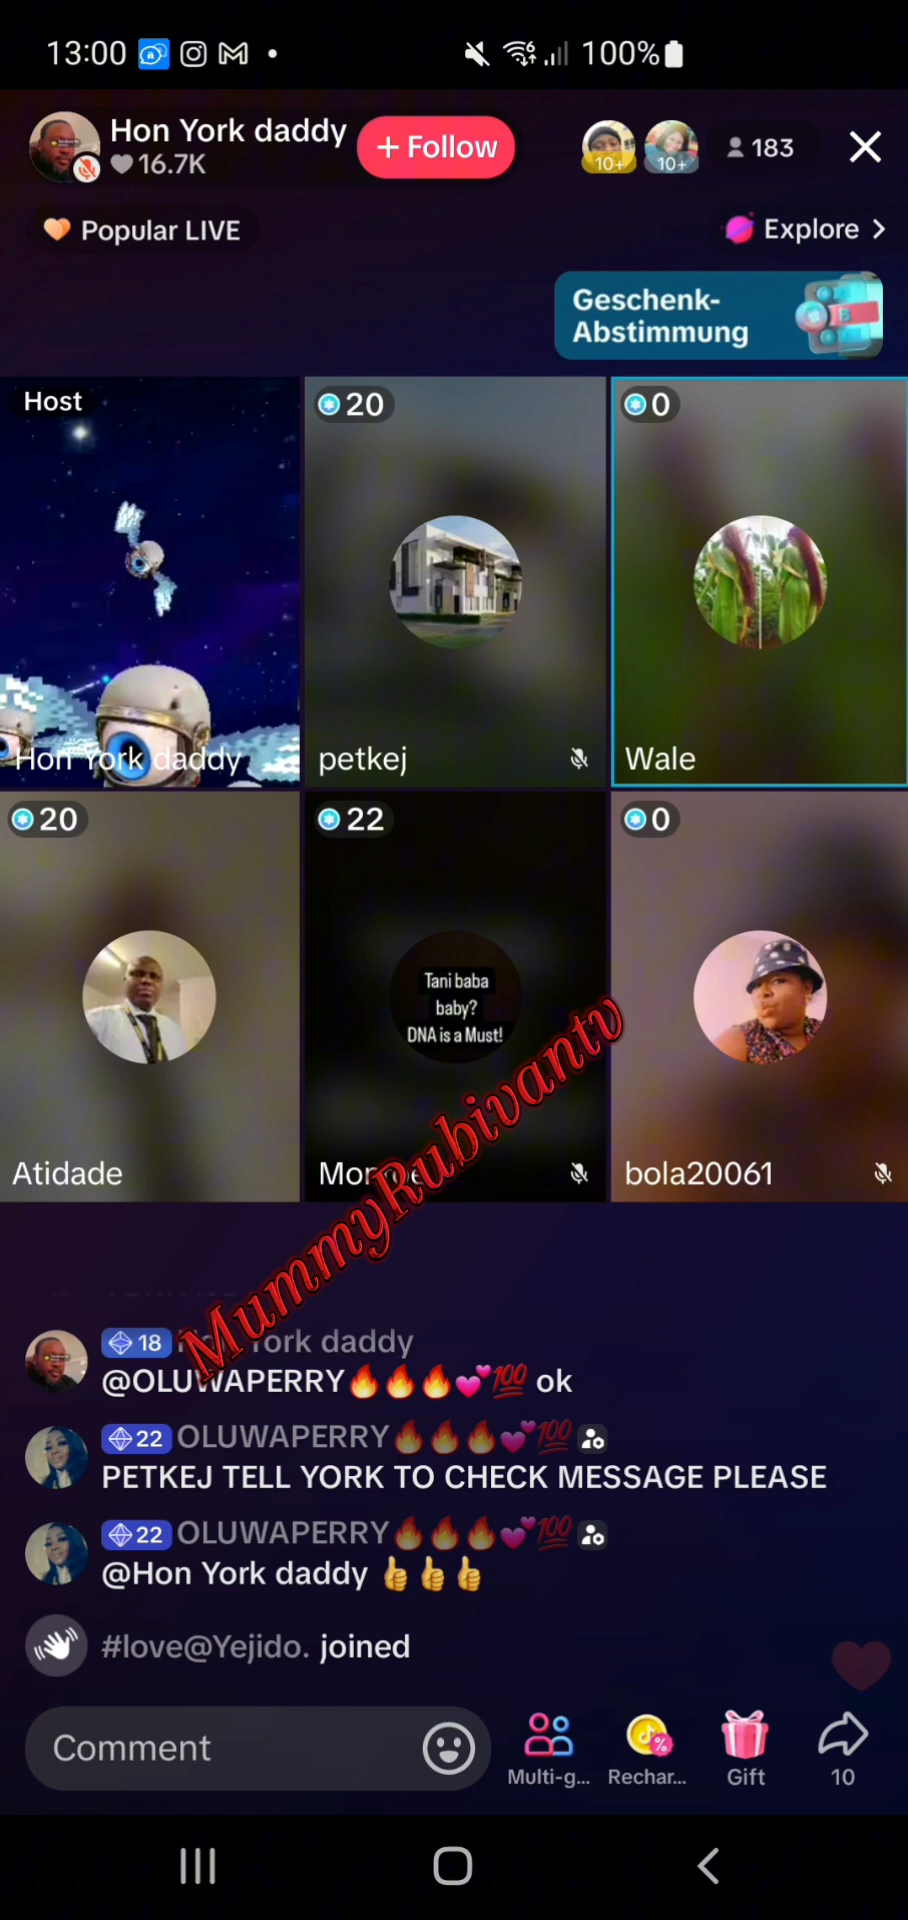 13:00 100%
Hon York daddy
16.7K
+ Follow
10+ 10+
183
Popular LIVE
Explore >
Geschenk-
Abstimmung
Host
20
0
Hon York daddy
petkej
Wale
20
22
0
Tani baba
baby?
DNA is a Must!
Atidade
bola20061
MummyRubivantv
18 York daddy
@OLUWAPERRY🔥🔥🔥💕💯 ok
22 OLUWAPERRY🔥🔥🔥💕💯
PETKEJ TELL YORK TO CHECK MESSAGE PLEASE
22 OLUWAPERRY🔥🔥🔥💕💯
@Hon York daddy 👍👍👍
#love@Yejido. joined
Comment
Multi-g...
Rechar...
Gift
10